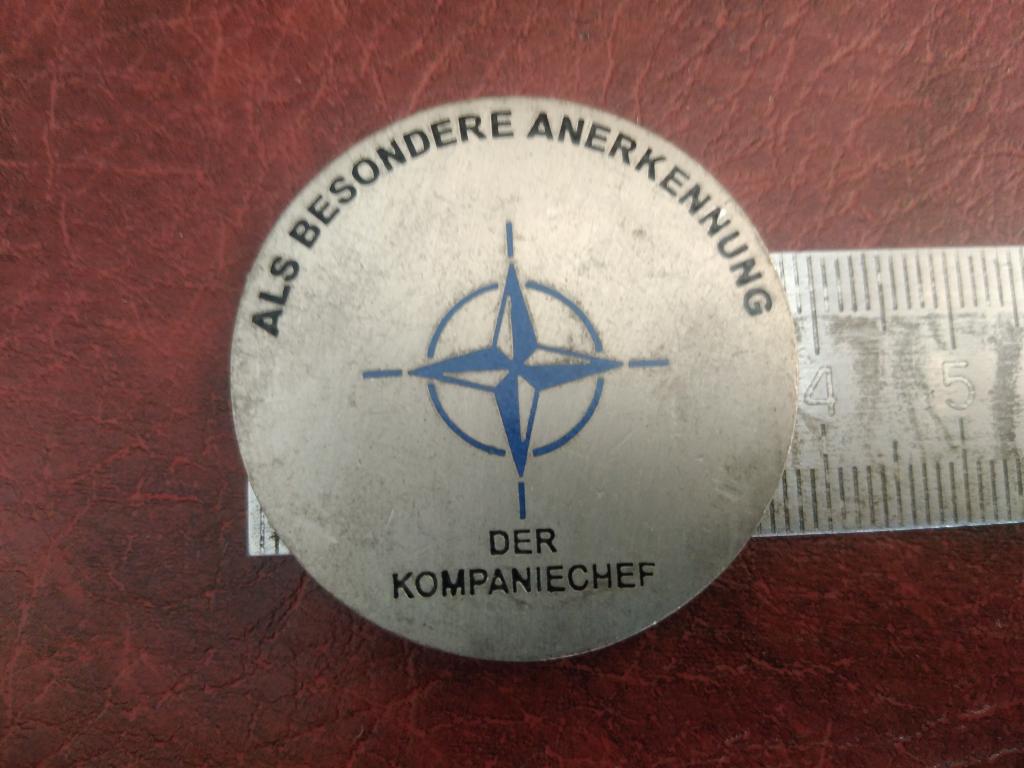 ALS BESONDERE ANERKENNUNG
DER
KOMPANIECHEF
4 5